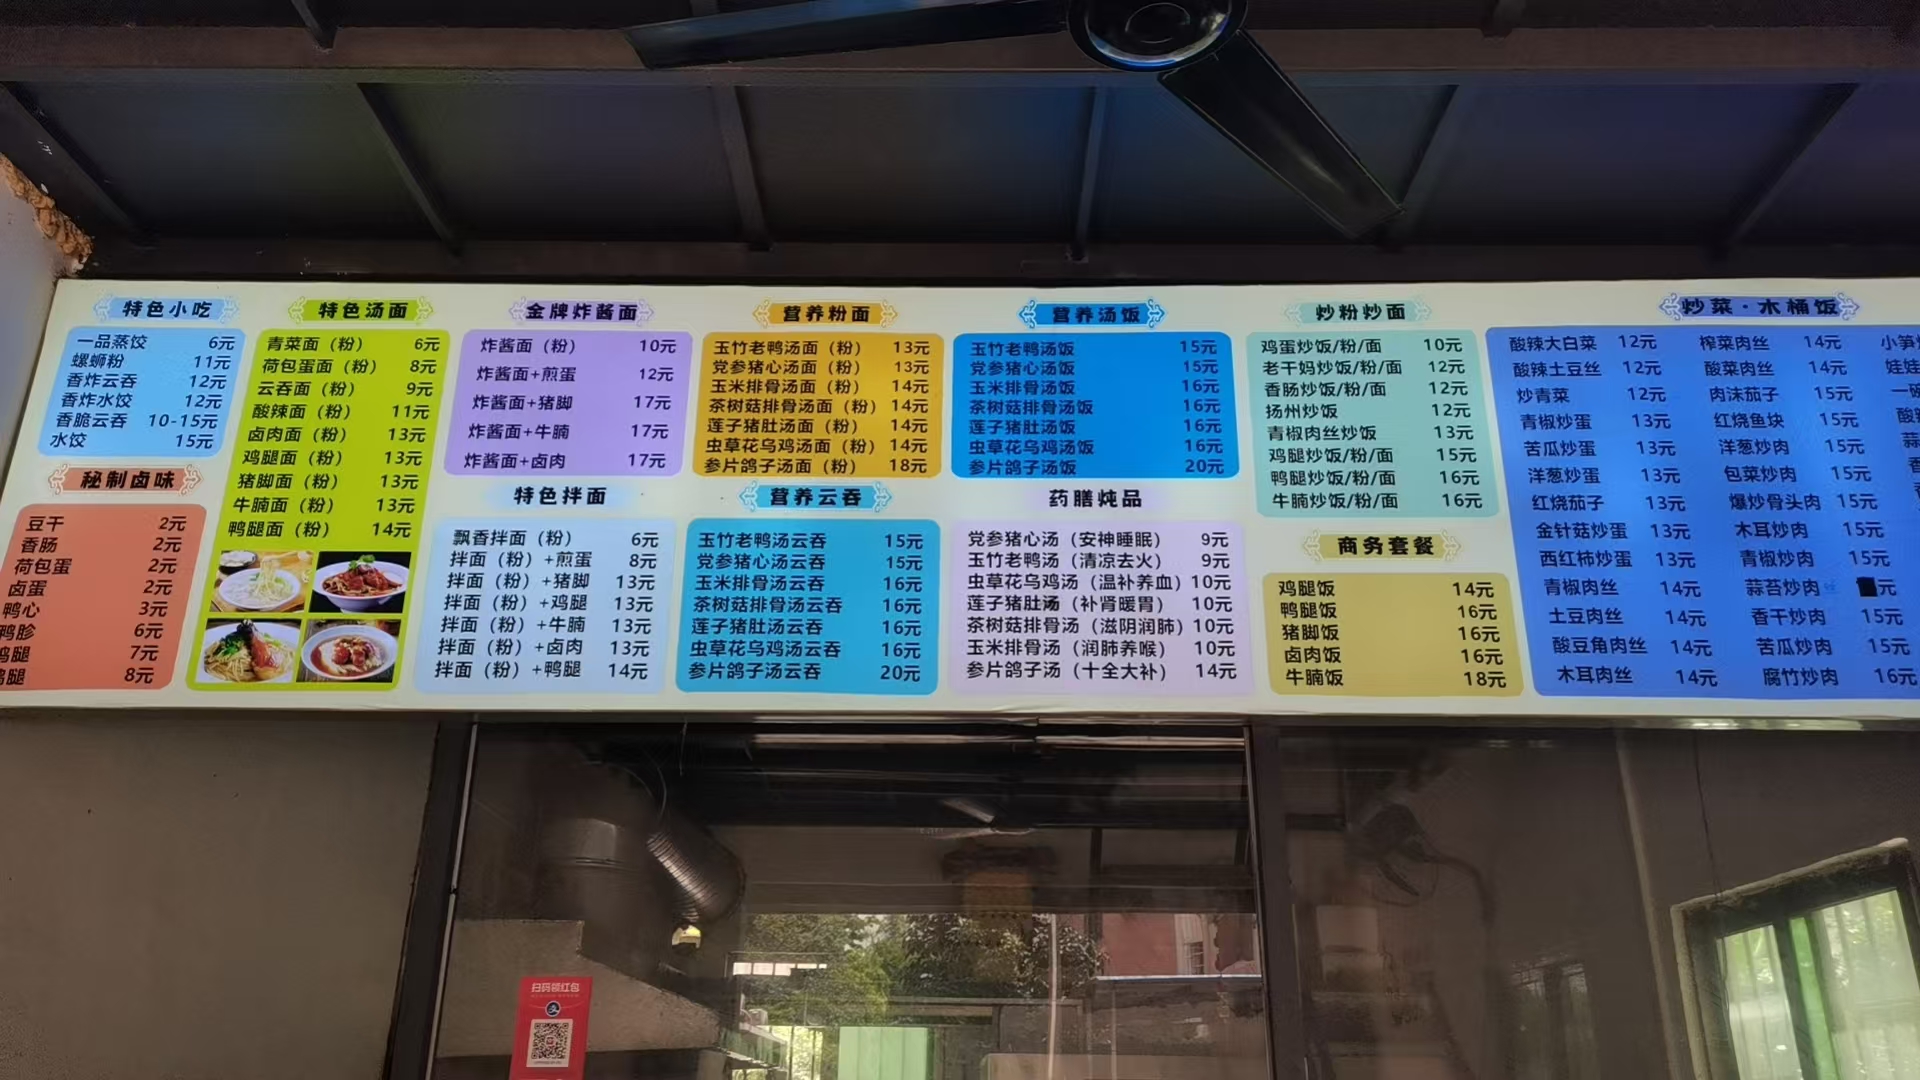 特色小吃
一品蒸饺 6元
螺蛳粉 11元
香炸云吞 12元
香炸水饺 12元
香脆云吞 10-15元
水饺 15元
秘制卤味
豆干 2元
香肠 2元
荷包蛋 2元
卤蛋 2元
鸭心 3元
鸭胗 6元
腿 7元
腿 8元
特色汤面
青菜面（粉） 6元
荷包蛋面（粉） 8元
云吞面（粉） 9元
酸辣面（粉） 11元
卤肉面（粉） 13元
鸡腿面（粉） 13元
猪脚面（粉） 13元
牛腩面（粉） 13元
鸭腿面（粉） 14元
金牌炸酱面
炸酱面（粉） 10元
炸酱面+煎蛋 12元
炸酱面+猪脚 17元
炸酱面+牛腩 17元
炸酱面+卤肉 17元
特色拌面
飘香拌面（粉） 6元
拌面（粉）+煎蛋 8元
拌面（粉）+猪脚 13元
拌面（粉）+鸡腿 13元
拌面（粉）+牛腩 13元
拌面（粉）+卤肉 13元
拌面（粉）+鸭腿 14元
营养粉面
玉竹老鸭汤面（粉） 13元
党参猪心汤面（粉） 13元
玉米排骨汤面（粉） 14元
茶树菇排骨汤面（粉） 14元
莲子猪肚汤面（粉） 14元
虫草花乌鸡汤面（粉） 14元
参片鸽子汤面（粉） 18元
营养云吞
玉竹老鸭汤云吞 15元
党参猪心汤云吞 15元
玉米排骨汤云吞 16元
茶树菇排骨汤云吞 16元
莲子猪肚汤云吞 16元
虫草花乌鸡汤云吞 16元
参片鸽子汤云吞 20元
营养汤饭
玉竹老鸭汤饭 15元
党参猪心汤饭 15元
玉米排骨汤饭 16元
茶树菇排骨汤饭 16元
莲子猪肚汤饭 16元
虫草花乌鸡汤饭 16元
参片鸽子汤饭 20元
药膳炖品
党参猪心汤（安神睡眠） 9元
玉竹老鸭汤（清凉去火） 9元
虫草花乌鸡汤（温补养血） 10元
莲子猪肚汤（补肾暖胃） 10元
茶树菇排骨汤（滋阴润肺） 10元
玉米排骨汤（润肺养喉） 10元
参片鸽子汤（十全大补） 14元
炒粉炒面
鸡蛋炒饭/粉/面 10元
老干妈炒饭/粉/面 12元
香肠炒饭/粉/面 12元
扬州炒饭 12元
青椒肉丝炒饭 13元
鸡腿炒饭/粉/面 15元
鸭腿炒饭/粉/面 16元
牛腩炒饭/粉/面 16元
商务套餐
鸡腿饭 14元
鸭腿饭 16元
猪脚饭 16元
卤肉饭 16元
牛腩饭 18元
炒菜·木桶饭
酸辣大白菜 12元 榨菜肉丝 14元 小笋
酸辣土豆丝 12元 酸菜肉丝 14元 娃娃
炒青菜 12元 肉沫茄子 15元 一碗
青椒炒蛋 13元 红烧鱼块 15元 酸
苦瓜炒蛋 13元 洋葱炒肉 15元 蒜
洋葱炒蛋 13元 包菜炒肉 15元
红烧茄子 13元 爆炒骨头肉 15元
金针菇炒蛋 13元 木耳炒肉 15元
西红柿炒蛋 13元 青椒炒肉 15元
青椒肉丝 14元 蒜苔炒肉 元
土豆肉丝 14元 香干炒肉 15元
酸豆角肉丝 14元 苦瓜炒肉 15元
木耳肉丝 14元 腐竹炒肉 16元
扫码领红包